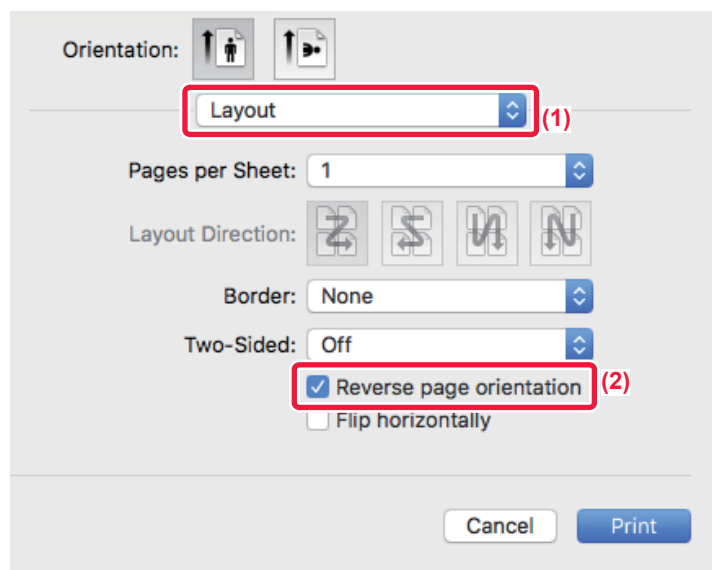 Orientation:
Layout
(1)
Pages per Sheet: 1
Layout Direction:
Border: None
Two-Sided: Off
Reverse page orientation
(2)
Flip horizontally
Cancel Print